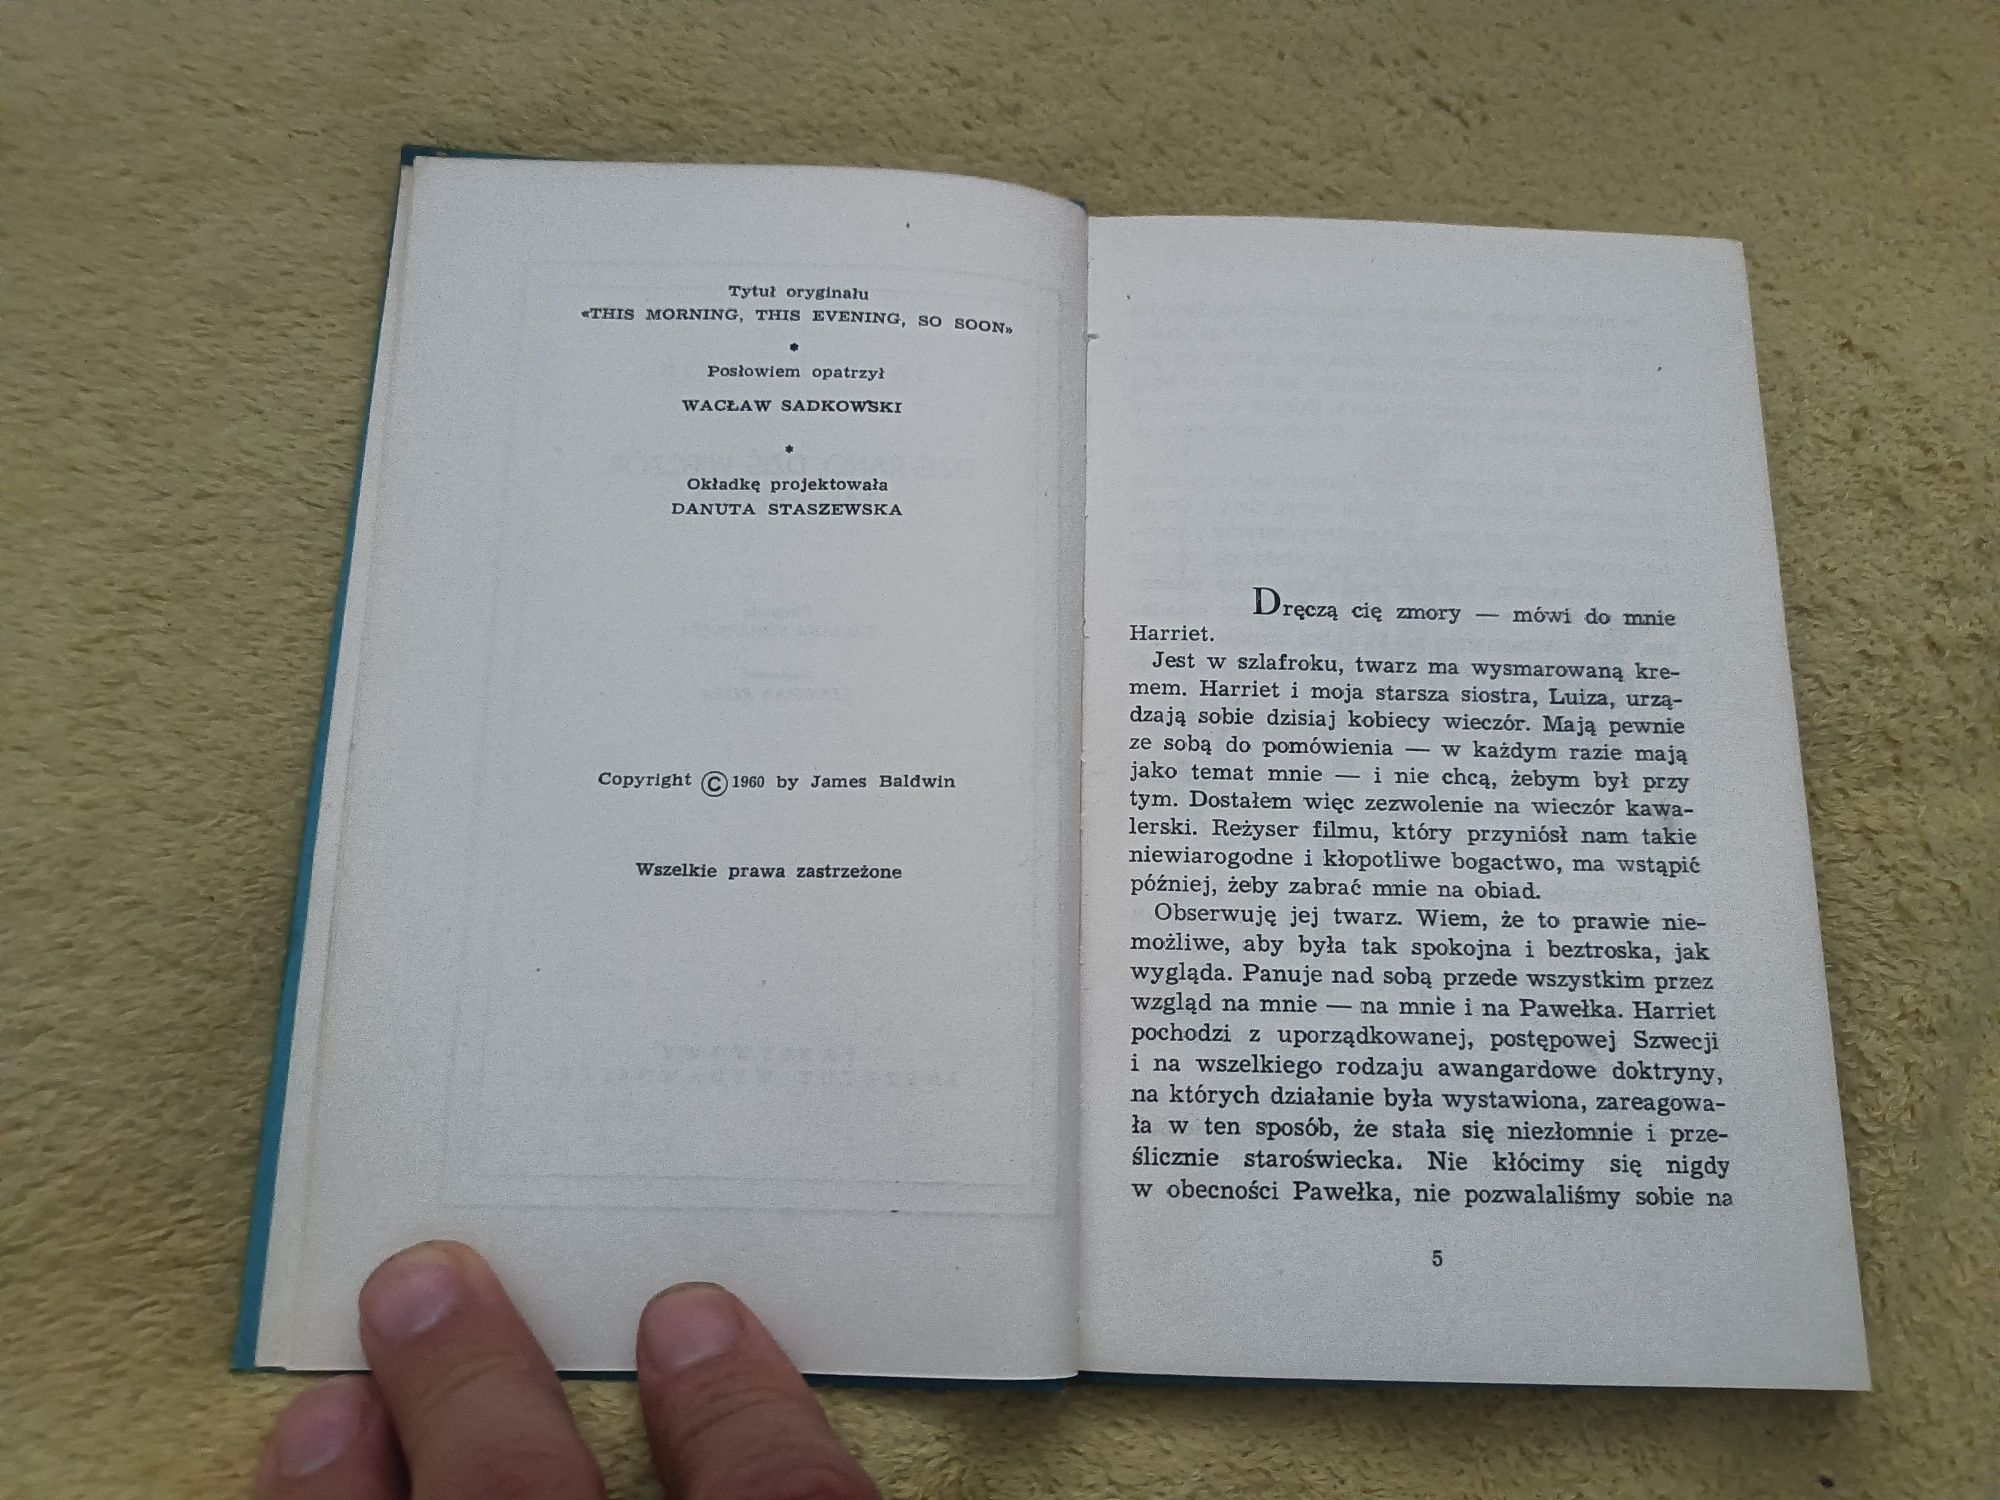 Tytuł oryginału
«THIS MORNING, THIS EVENING, SO SOON»
*
Posłowiem opatrzył
WACŁAW SADKOWSKI
*
Okładkę projektowała
DANUTA STASZEWSKA
Copyright © 1960 by James Baldwin
Wszelkie prawa zastrzeżone
Dręczą cię zmory — mówi do mnie
Harriet.
Jest w szlafroku, twarz ma wysmarowaną kre-
mem. Harriet i moja starsza siostra, Luiza, urzą-
dzają sobie dzisiaj kobiecy wieczór. Mają pewnie
ze sobą do pomówienia — w każdym razie mają
jako temat mnie — i nie chcą, żebym był przy
tym. Dostałem więc zezwolenie na wieczór kawa-
lerski. Reżyser filmu, który przyniósł nam takie
niewiarogodne i kłopotliwe bogactwo, ma wstąpić
później, żeby zabrać mnie na obiad.
Obserwuję jej twarz. Wiem, że to prawie nie-
możliwe, aby była tak spokojna i beztroska, jak
wygląda. Panuje nad sobą przede wszystkim przez
wzgląd na mnie — na mnie i na Pawełka. Harriet
pochodzi z uporządkowanej, postępowej Szwecji
i na wszelkiego rodzaju awangardowe doktryny,
na których działanie była wystawiona, zareagowa-
ła w ten sposób, że stała się niezłomnie i prze-
ślicznie staroświecka. Nie kłócimy się nigdy
w obecności Pawełka, nie pozwalaliśmy sobie na
5